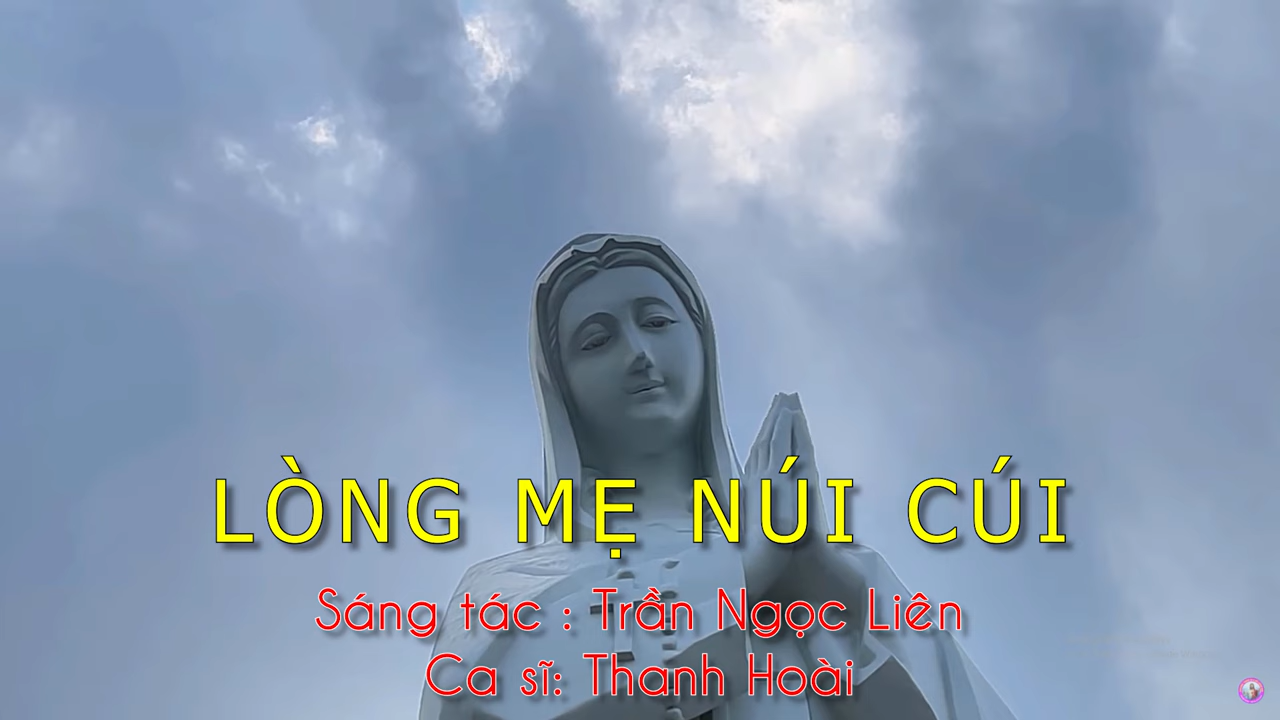 LÒNG MẸ NÚI CÚI
Sáng tác : Trần Ngọc Liên
Ca sĩ: Thanh Hoài